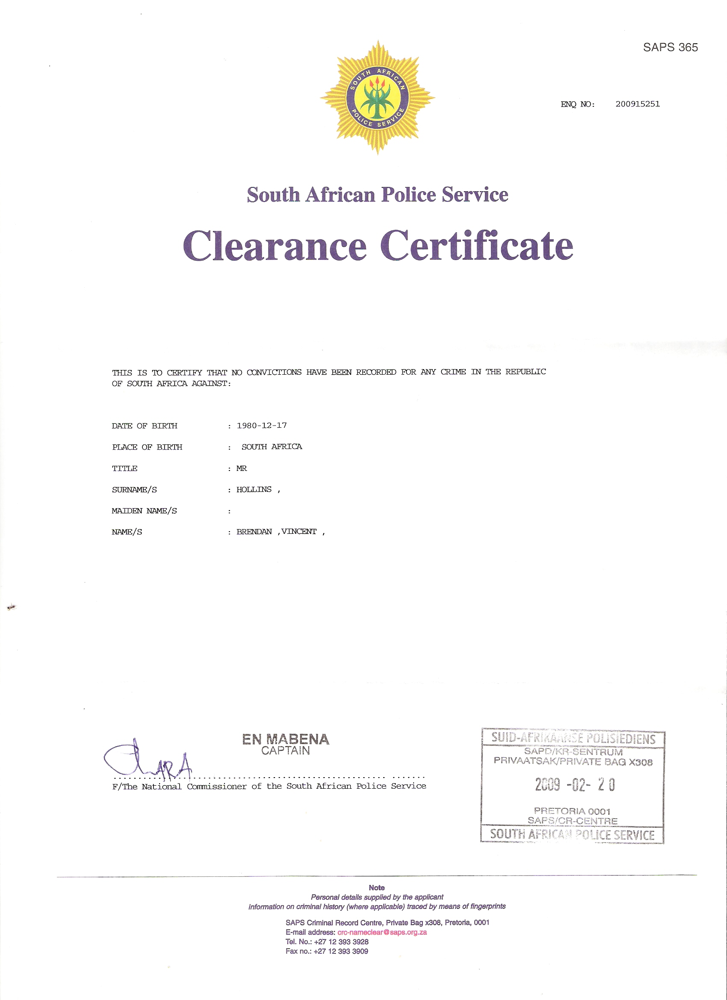 SAPS 365
SOUTH AFRICAN
POLICE SERVICE
ENQ NO: 200915251
South African Police Service
Clearance Certificate
THIS IS TO CERTIFY THAT NO CONVICTIONS HAVE BEEN RECORDED FOR ANY CRIME IN THE REPUBLIC
OF SOUTH AFRICA AGAINST:
DATE OF BIRTH : 1980-12-17
PLACE OF BIRTH : SOUTH AFRICA
TITLE : MR
SURNAME/S : HOLLINS ,
MAIDEN NAME/S :
NAME/S : BRENDAN ,VINCENT ,
EN MABENA
CAPTAIN
F/The National Commissioner of the South African Police Service
SUID-AFRIKAANSE POLISIEDIENS
SAPD/KR-SENTRUM
PRIVAATSAK/PRIVATE BAG X308
2009 -02- 20
PRETORIA 0001
SAPS/CR-CENTRE
SOUTH AFRICAN POLICE SERVICE
Note
Personal details supplied by the applicant
Information on criminal history (where applicable) traced by means of fingerprints
SAPS Criminal Record Centre, Private Bag x308, Pretoria, 0001
E-mail address: crc-nameclear@saps.org.za
Tel. No.: +27 12 393 3928
Fax no.: +27 12 393 3909